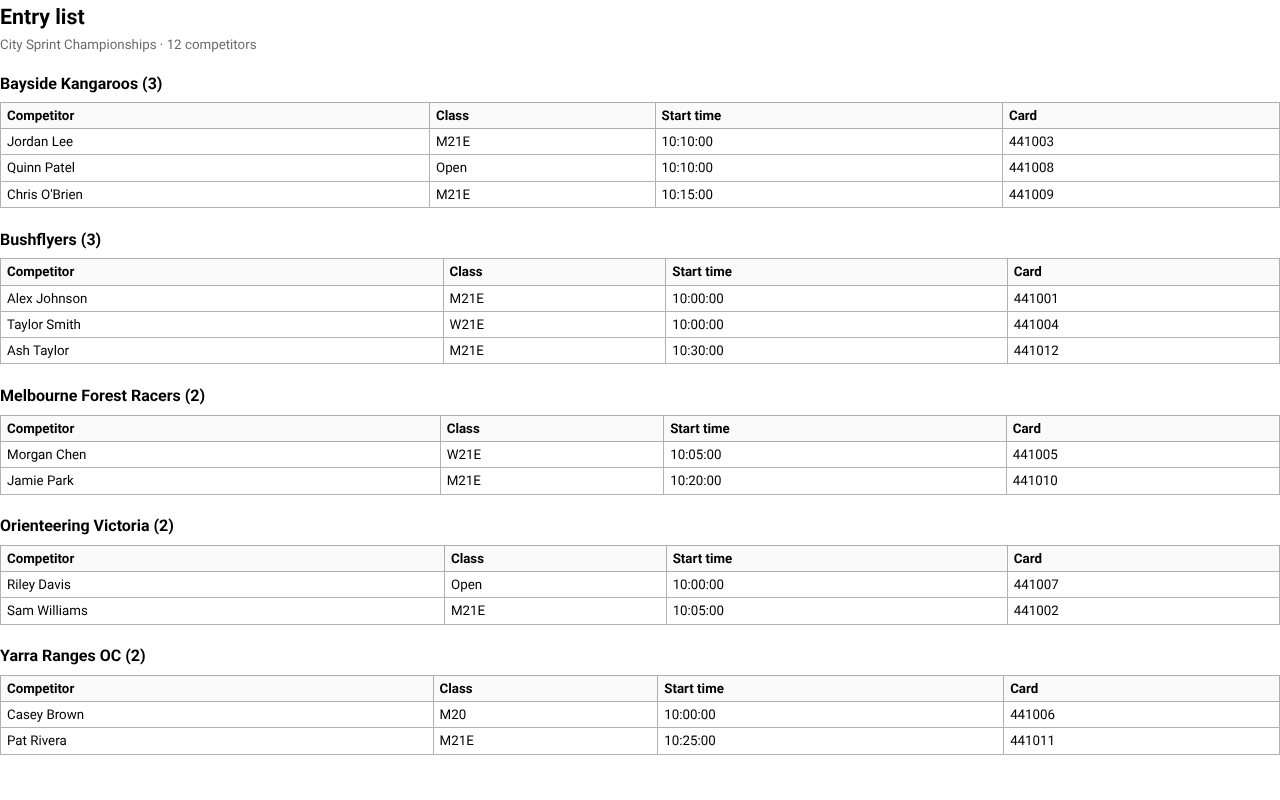 Entry list
City Sprint Championships · 12 competitors
Bayside Kangaroos (3)
Competitor Class Start time Card
Jordan Lee M21E 10:10:00 441003
Quinn Patel Open 10:10:00 441008
Chris O'Brien M21E 10:15:00 441009
Bushflyers (3)
Competitor Class Start time Card
Alex Johnson M21E 10:00:00 441001
Taylor Smith W21E 10:00:00 441004
Ash Taylor M21E 10:30:00 441012
Melbourne Forest Racers (2)
Competitor Class Start time Card
Morgan Chen W21E 10:05:00 441005
Jamie Park M21E 10:20:00 441010
Orienteering Victoria (2)
Competitor Class Start time Card
Riley Davis Open 10:00:00 441007
Sam Williams M21E 10:05:00 441002
Yarra Ranges OC (2)
Competitor Class Start time Card
Casey Brown M20 10:00:00 441006
Pat Rivera M21E 10:25:00 441011